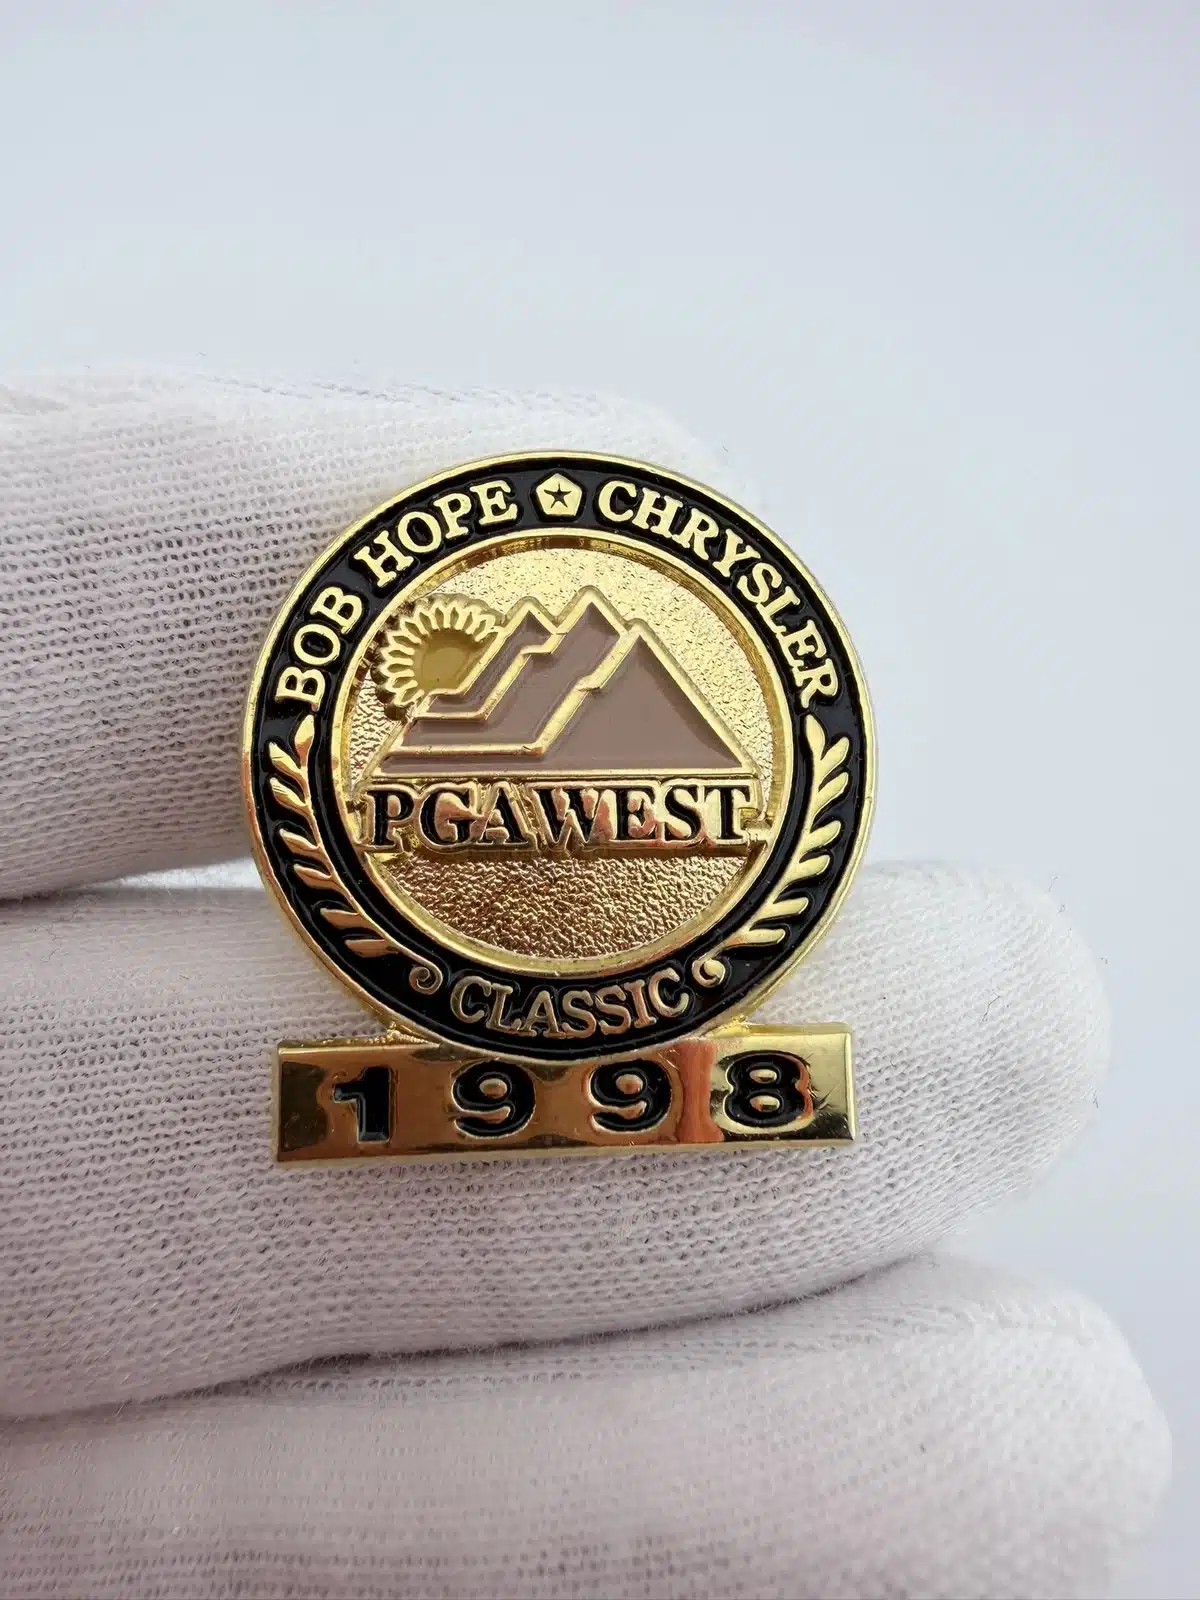 BOB HOPE CHRYSLER
PGAWEST
CLASSIC
1998